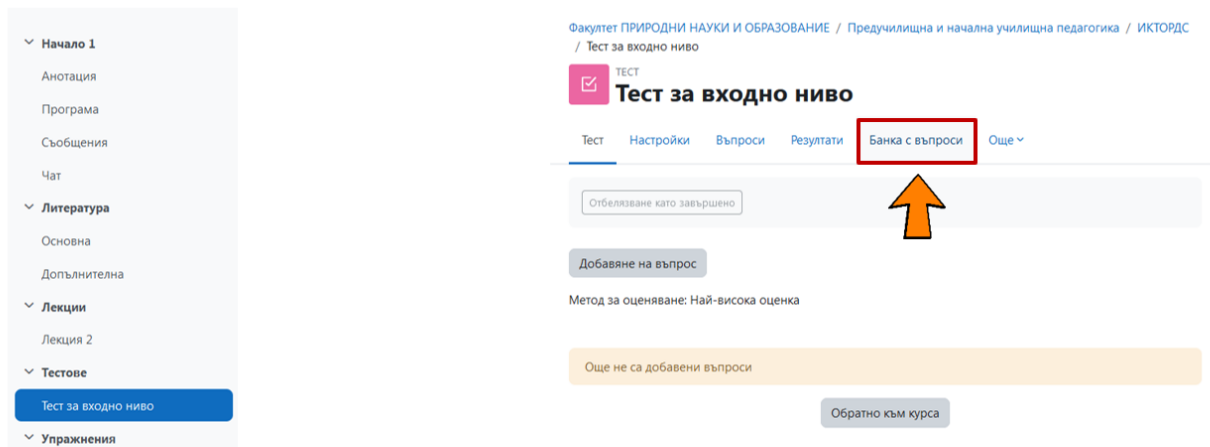 Начало 1
Анотация
Програма
Съобщения
Чат
Литература
Основна
Допълнителна
Лекции
Лекция 2
Тестове
Тест за входно ниво
Упражнения
Факултет ПРИРОДНИ НАУКИ И ОБРАЗОВАНИЕ / Предучилищна и начална училищна педагогика / ИКТОРДС
/ Тест за входно ниво
ТЕСТ
Тест за входно ниво
Тест Настройки Въпроси Резултати Банка с въпроси Още
Отбелязване като завършено
Добавяне на въпрос
Метод за оценяване: Най-висока оценка
Още не са добавени въпроси
Обратно към курса